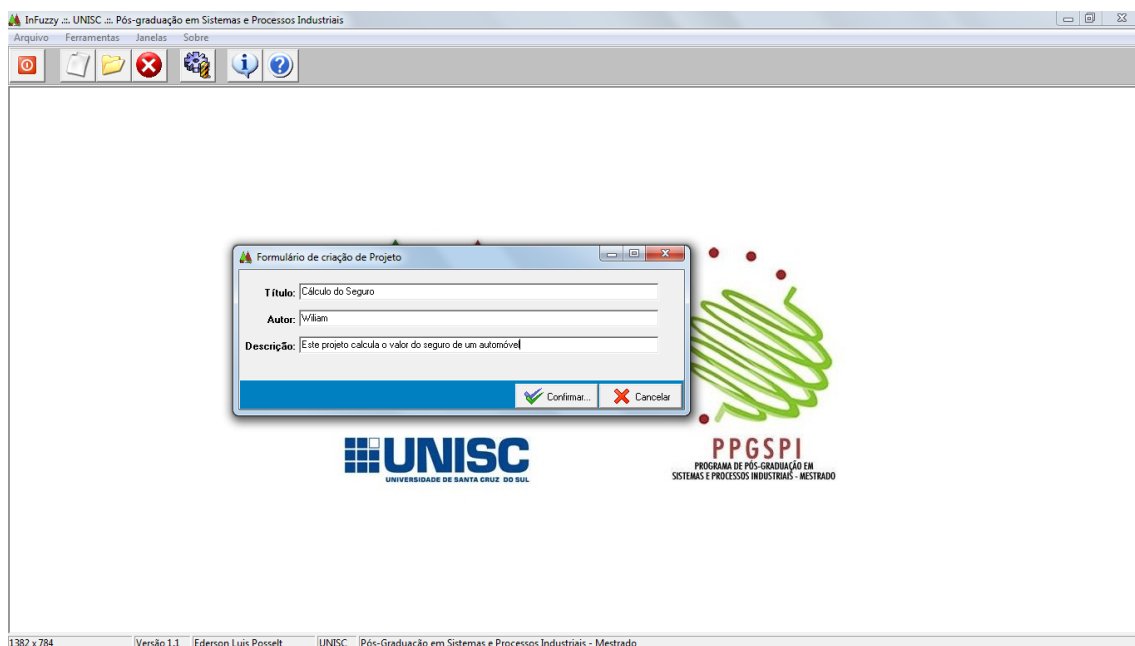 InFuzzy .::. UNISC .::. Pós-graduação em Sistemas e Processos Industriais
Arquivo Ferramentas Janelas Sobre
Formulário de criação de Projeto
Título: Cálculo do Seguro
Autor: Wiliam
Descrição: Este projeto calcula o valor do seguro de um automóvel
Confirmar... Cancelar
UNISC
UNIVERSIDADE DE SANTA CRUZ DO SUL
PPGSPI
PROGRAMA DE PÓS-GRADUAÇÃO EM
SISTEMAS E PROCESSOS INDUSTRIAIS - MESTRADO
1382 x 784 Versão 1.1 Ederson Luis Posselt UNISC Pós-Graduação em Sistemas e Processos Industriais - Mestrado